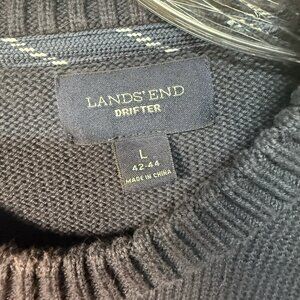 LANDS' END
DRIFTER
L
42-44
MADE IN CHINA